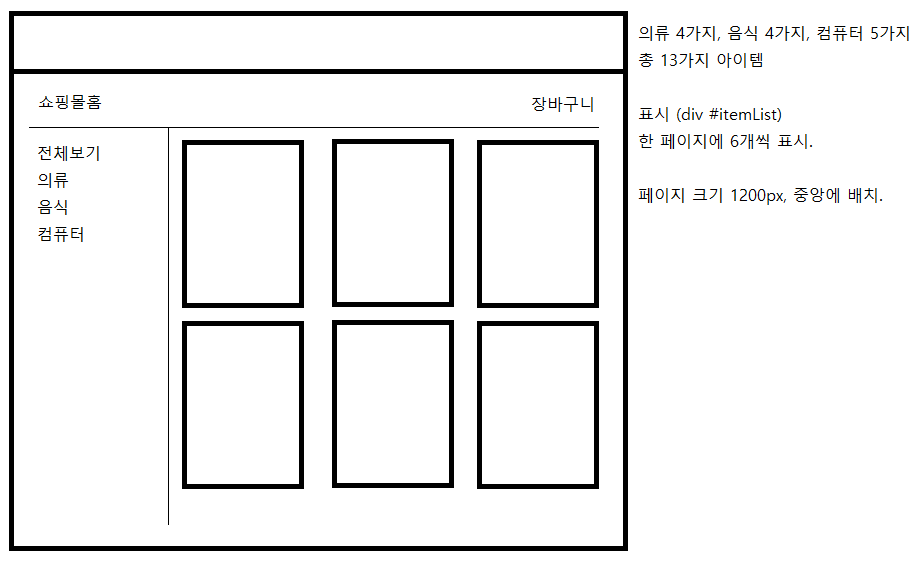 쇼핑몰홈
장바구니
전체보기
의류
음식
컴퓨터
의류 4가지, 음식 4가지, 컴퓨터 5가지
총 13가지 아이템
표시 (div #itemList)
한 페이지에 6개씩 표시.
페이지 크기 1200px, 중앙에 배치.